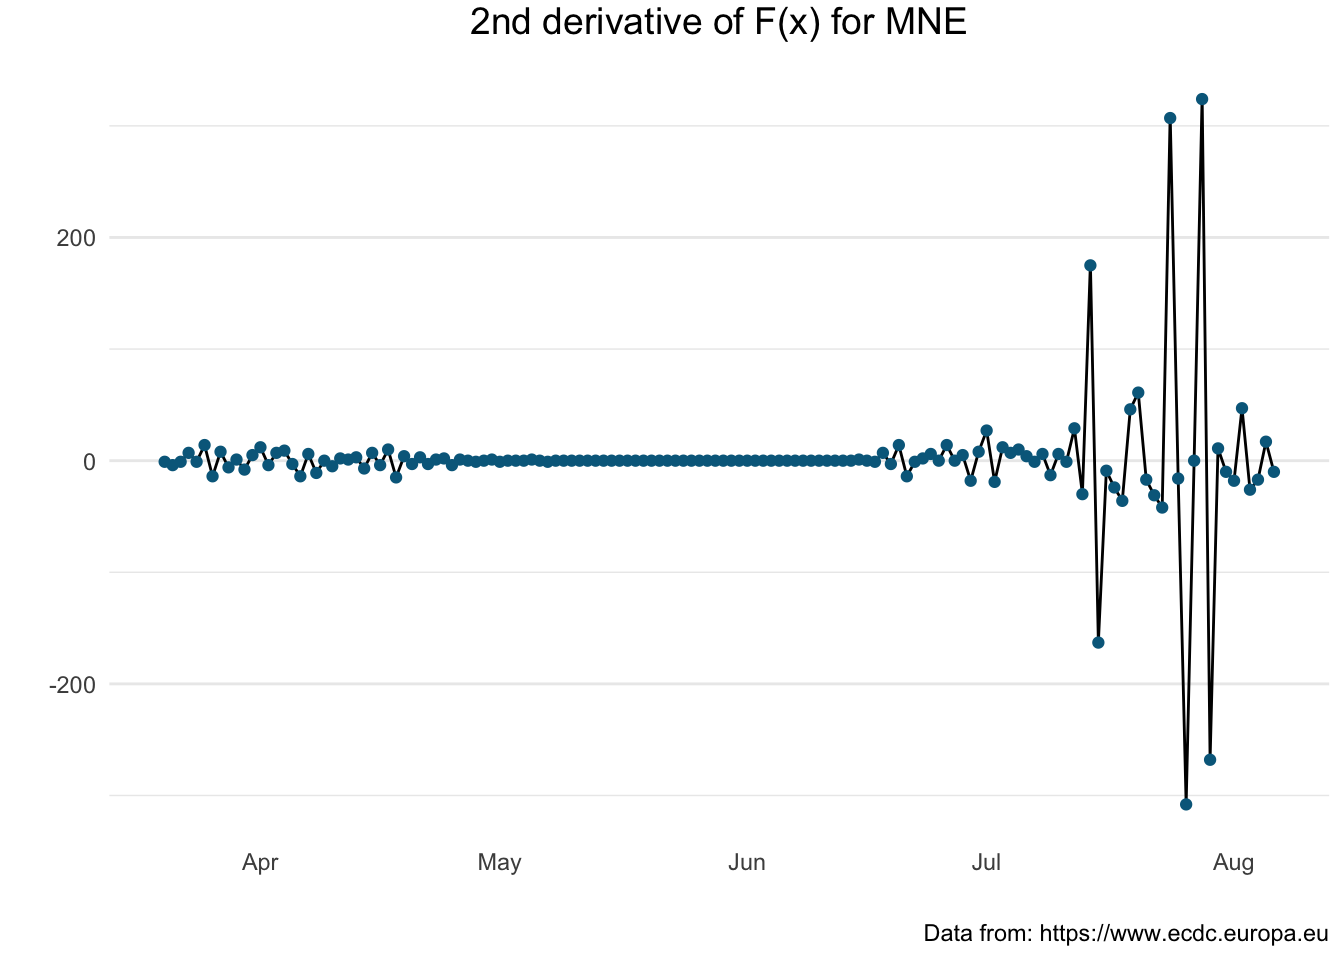 2nd derivative of F(x) for MNE
200
0
-200
Apr May Jun Jul Aug
Data from: https://www.ecdc.europa.eu